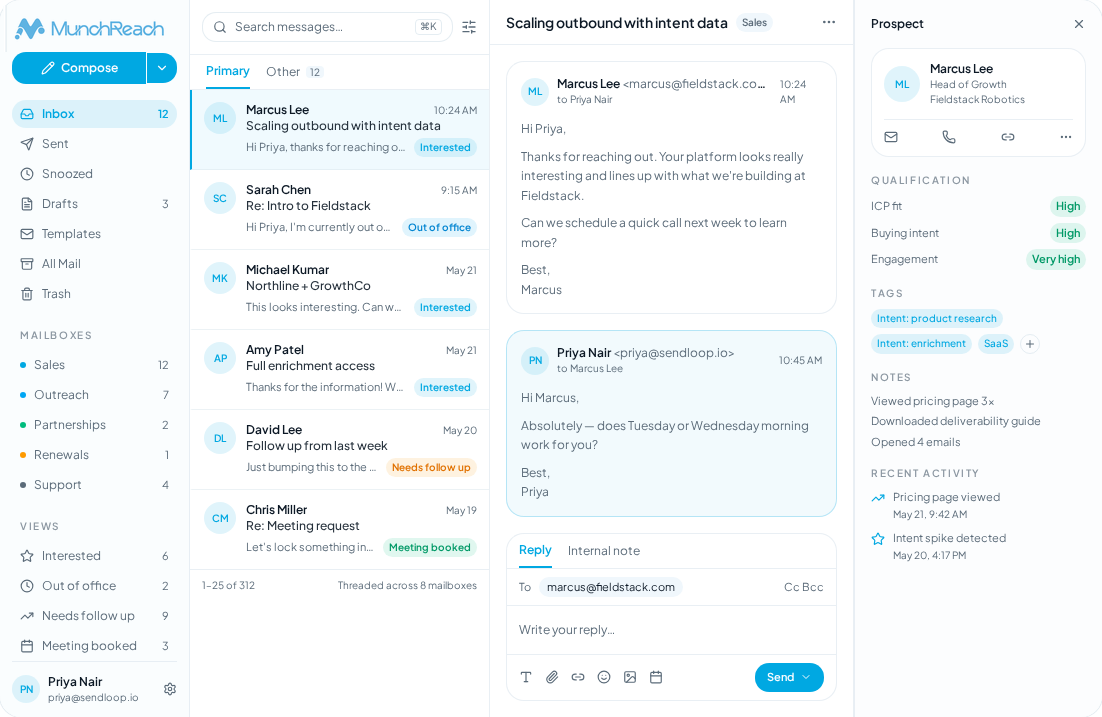 MunchReach
Compose
Inbox 12
Sent
Snoozed
Drafts 3
Templates
All Mail
Trash
MAILBOXES
Sales 12
Outreach 7
Partnerships 2
Renewals 1
Support 4
VIEWS
Interested 6
Out of office 2
Needs follow up 9
Meeting booked 3
PN
Priya Nair
priya@sendloop.io
Search messages... ⌘K
Primary Other 12
ML
Marcus Lee 10:24 AM
Scaling outbound with intent data
Hi Priya, thanks for reaching o... Interested
SC
Sarah Chen 9:15 AM
Re: Intro to Fieldstack
Hi Priya, I'm currently out o... Out of office
MK
Michael Kumar May 21
Northline + GrowthCo
This looks interesting. Can w... Interested
AP
Amy Patel May 21
Full enrichment access
Thanks for the information! W... Interested
DL
David Lee May 20
Follow up from last week
Just bumping this to the ... Needs follow up
CM
Chris Miller May 19
Re: Meeting request
Let's lock something in... Meeting booked
1–25 of 312 Threaded across 8 mailboxes
Scaling outbound with intent data Sales
ML
Marcus Lee <marcus@fieldstack.co... 10:24 AM
to Priya Nair
Hi Priya,
Thanks for reaching out. Your platform looks really
interesting and lines up with what we're building at
Fieldstack.
Can we schedule a quick call next week to learn
more?
Best,
Marcus
PN
Priya Nair <priya@sendloop.io> 10:45 AM
to Marcus Lee
Hi Marcus,
Absolutely — does Tuesday or Wednesday morning
work for you?
Best,
Priya
Reply Internal note
To marcus@fieldstack.com Cc Bcc
Write your reply...
Send
Prospect
ML
Marcus Lee
Head of Growth
Fieldstack Robotics
QUALIFICATION
ICP fit High
Buying intent High
Engagement Very high
TAGS
Intent: product research
Intent: enrichment SaaS
NOTES
Viewed pricing page 3×
Downloaded deliverability guide
Opened 4 emails
RECENT ACTIVITY
Pricing page viewed
May 21, 9:42 AM
Intent spike detected
May 20, 4:17 PM